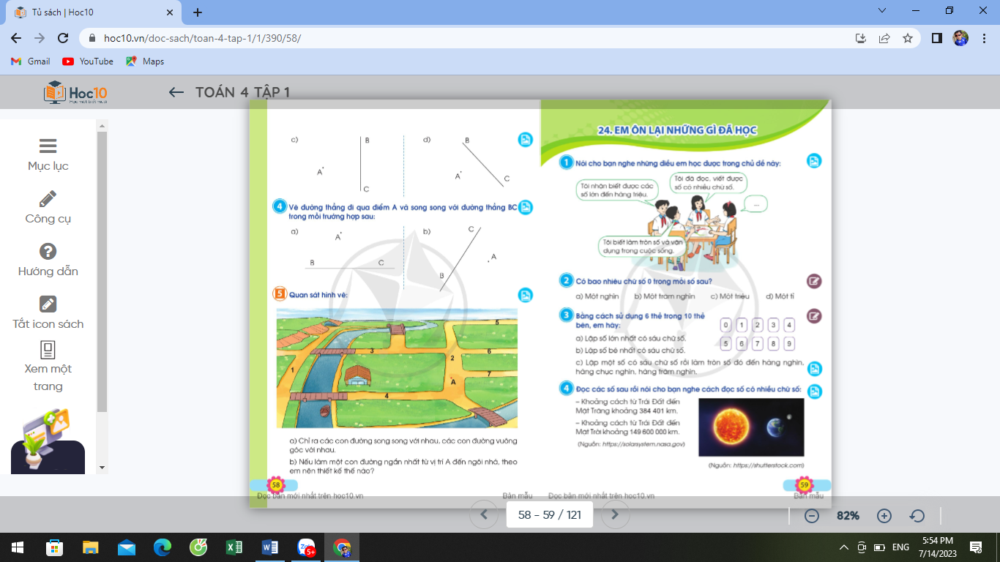 Tủ sách | Hoc10
hoc10.vn/doc-sach/toan-4-tap-1/1/390/58/
Gmail
YouTube
Maps
Hoc10
TOÁN 4 TẬP 1
Mục lục
Công cụ
Hướng dẫn
Tắt icon sách
Xem một
trang
c)
B
A
C
d)
B
A
C
4 Vẽ đường thẳng đi qua điểm A và song song với đường thẳng BC
trong mỗi trường hợp sau:
a)
A
B
C
b)
C
A
B
5 Quan sát hình vẽ:
5
3
6
2
1
7
A
4
a) Chỉ ra các con đường song song với nhau, các con đường vuông
góc với nhau.
b) Nếu làm một con đường ngắn nhất từ vị trí A đến ngôi nhà, theo
em nên thiết kế thế nào?
58
Đọc bản mới nhất trên hoc10.vn
Bản mẫu
24. EM ÔN LẠI NHỮNG GÌ ĐÃ HỌC
1 Nói cho bạn nghe những điều em học được trong chủ đề này:
Tôi nhận biết được các
số lớn đến hàng triệu.
Tôi đã đọc, viết được
số có nhiều chữ số.
...
Tôi biết làm tròn số và vận
dụng trong cuộc sống.
2 Có bao nhiêu chữ số 0 trong mỗi số sau?
a) Một nghìn b) Một trăm nghìn c) Một triệu d) Một tỉ
3 Bằng cách sử dụng 6 thẻ trong 10 thẻ
bên, em hãy:
0 1 2 3 4
5 6 7 8 9
a) Lập số lớn nhất có sáu chữ số.
b) Lập số bé nhất có sáu chữ số.
c) Lập một số có sáu chữ số rồi làm tròn số đó đến hàng nghìn,
hàng chục nghìn, hàng trăm nghìn.
4 Đọc các số sau rồi nói cho bạn nghe cách đọc số có nhiều chữ số:
– Khoảng cách từ Trái Đất đến
Mặt Trăng khoảng 384 401 km.
– Khoảng cách từ Trái Đất đến
Mặt Trời khoảng 149 600 000 km.
(Nguồn: https://solarsystem.nasa.gov)
(Nguồn: https://shutterstock.com)
59
Đọc bản mới nhất trên hoc10.vn
Bản mẫu
58 - 59 / 121
82%
5+
ENG
5:54 PM
7/14/2023